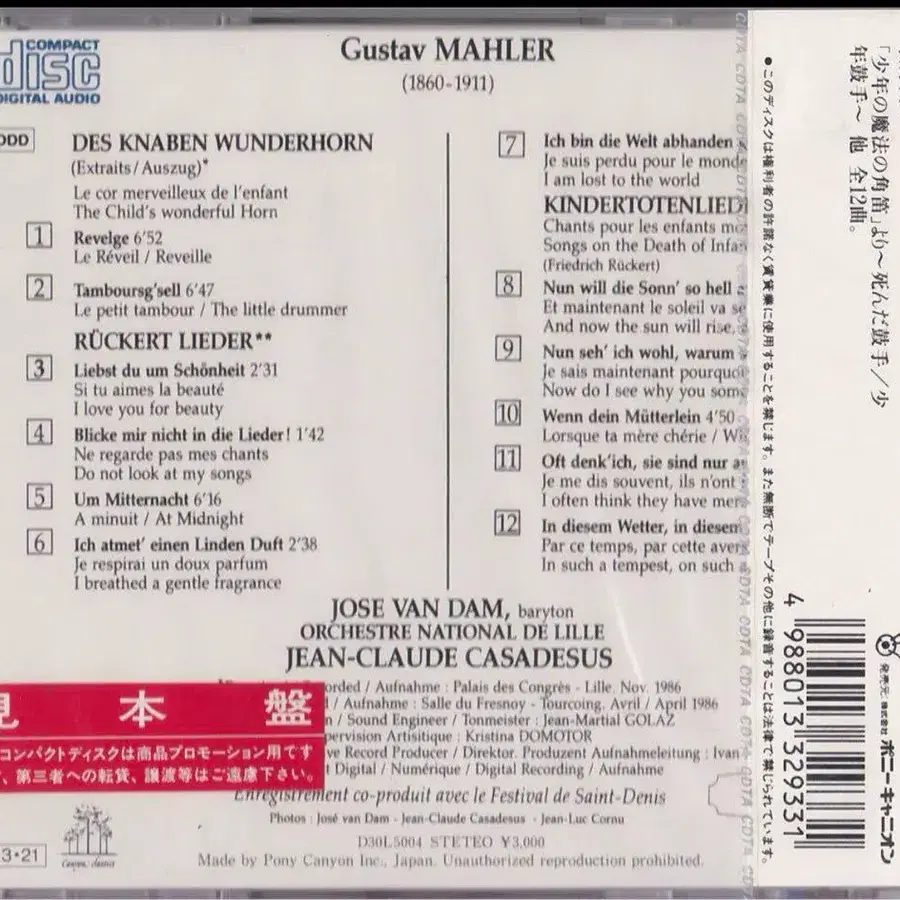 COMPACT
disc
DIGITAL AUDIO
Gustav MAHLER
(1860-1911)
DDD
DES KNABEN WUNDERHORN
(Extraits/Auszug)*
Le cor merveilleux de l'enfant
The Child's wonderful Horn
1 Revelge 6'52
Le Réveil / Reveille
2 Tamboursg'sell 6'47
Le petit tambour / The little drummer
RÜCKERT LIEDER**
3 Liebst du um Schönheit 2'31
Si tu aimes la beauté
I love you for beauty
4 Blicke mir nicht in die Lieder! 1'42
Ne regarde pas mes chants
Do not look at my songs
5 Um Mitternacht 6'16
A minuit / At Midnight
6 Ich atmet' einen Linden Duft 2'38
Je respirai un doux parfum
I breathed a gentle fragrance
7 Ich bin die Welt abhanden
Je suis perdu pour le monde
I am lost to the world
KINDERTOTENLIED
Chants pour les enfants mo
Songs on the Death of Infa
(Friedrich Rückert)
8 Nun will die Sonn' so hell
Et maintenant le soleil va se
And now the sun will rise,
9 Nun seh' ich wohl, warum
Je sais maintenant pourquoi
Now do I see why you some
10 Wenn dein Mütterlein 4'50
Lorsque ta mère chérie / W
11 Oft denk'ich, sie sind nur a
Je me dis souvent, ils n'ont
I often think they have mer
12 In diesem Wetter, in diesem
Par ce temps, par cette avers
In such a tempest, on such
JOSE VAN DAM, baryton
ORCHESTRE NATIONAL DE LILLE
JEAN-CLAUDE CASADESUS
orded / Aufnahme : Palais des Congrès - Lille. Nov. 1986
/ Aufnahme : Salle du Fresnoy - Tourcoing. Avril / April 1986
/ Sound Engineer / Tonmeister : Jean-Martial GOLAZ
pervision Artisitique : Kristina DOMOTOR
ve Record Producer / Direktor. Produzent Aufnahmeleitung : Ivan
t Digital / Numérique / Digital Recording / Aufnahme
Enregistrement co-produit avec le Festival de Saint-Denis
Photos : José van Dam - Jean-Claude Casadesus - Jean-Luc Cornu
D30L5004 STETEO ¥3,000
Made by Pony Canyon Inc., Japan. Unauthorized reproduction prohibited.
見本盤
コンパクトディスクは商品プロモーション用です
、第三者への転貸、譲渡等はご遠慮下さい。
3・21
CDTA CDTA CDTA CDTA CDTA CDTA
「少年の魔法の角笛」より〜死んだ鼓手／少
年鼓手〜 他 全12曲。
●このディスクは権利者の許諾なく賃貸業に使用することを禁じます。また無断でテープその他に録音することは法律で禁じられています。
4 988013 329331
発売元:株式会社 ポニーキャニオン